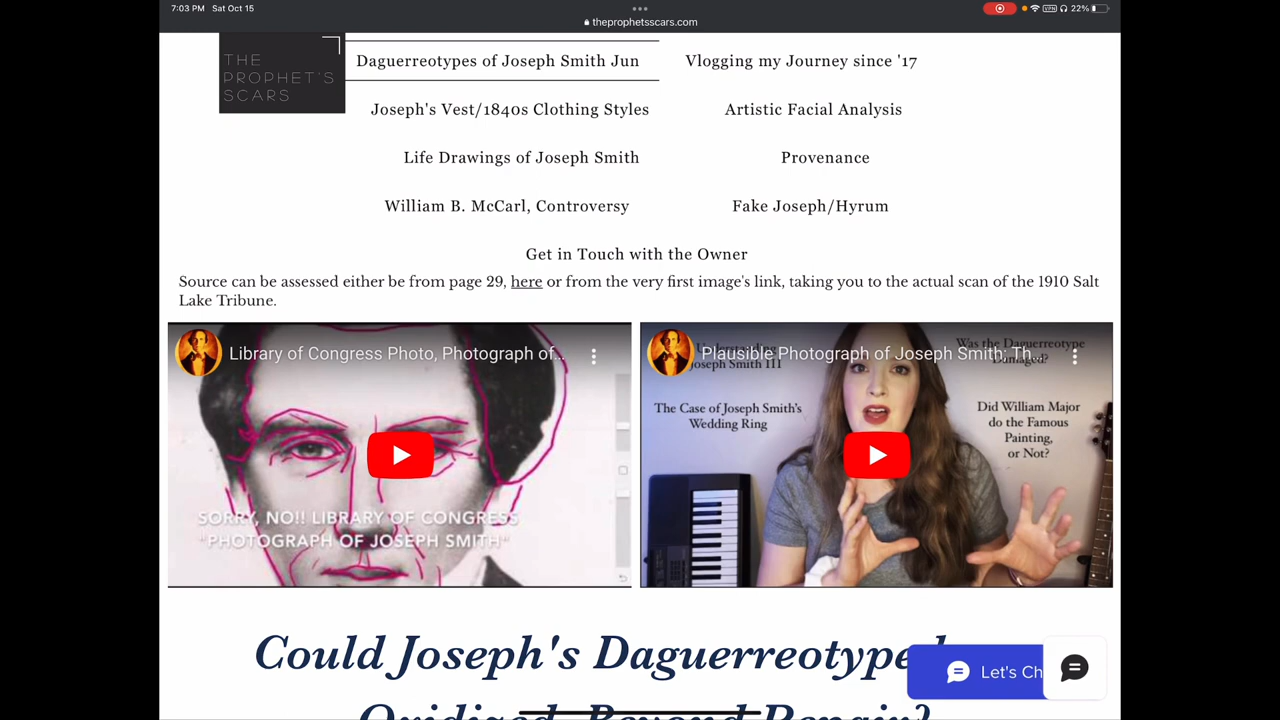 7:03 PM Sat Oct 15
theprophetsscars.com
VPN 22%
THE
PROPHET'S
SCARS
Daguerreotypes of Joseph Smith Jun
Vlogging my Journey since '17
Joseph's Vest/1840s Clothing Styles
Artistic Facial Analysis
Life Drawings of Joseph Smith
Provenance
William B. McCarl, Controversy
Fake Joseph/Hyrum
Get in Touch with the Owner
Source can be assessed either be from page 29, here or from the very first image's link, taking you to the actual scan of the 1910 Salt
Lake Tribune.
Library of Congress Photo, Photograph of...
SORRY, NO!! LIBRARY OF CONGRESS
"PHOTOGRAPH OF JOSEPH SMITH"
Plausible Photograph of Joseph Smith: Th...
Understanding
Joseph Smith III
Was the Daguerreotype
Damaged?
The Case of Joseph Smith's
Wedding Ring
Did William Major
do the Famous
Painting,
or Not?
Could Joseph's Daguerreotype
Oxidized, Beyond Repair?
Let's Ch